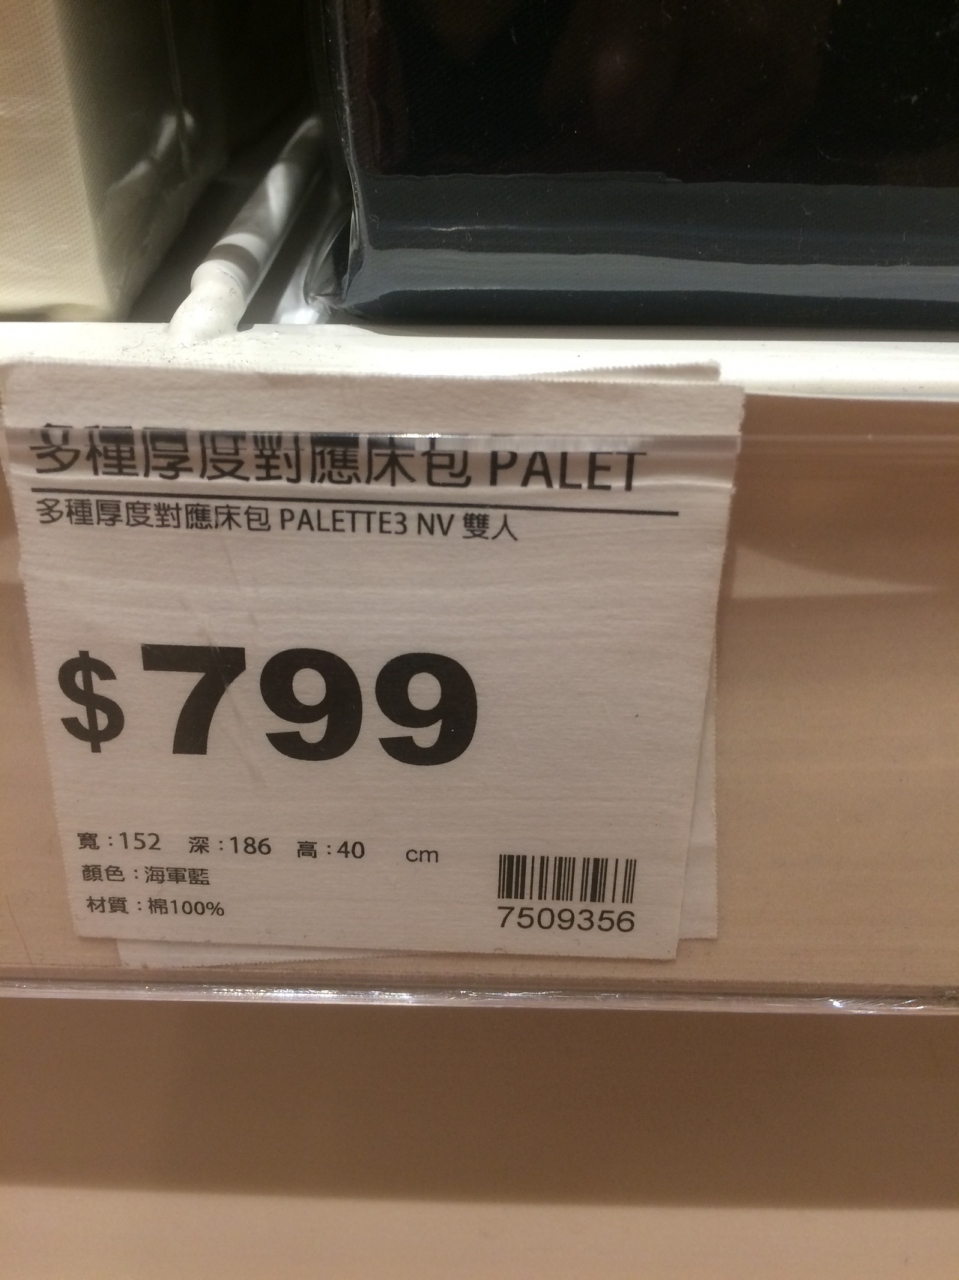 多種厚度對應床包 PALET
多種厚度對應床包 PALETTE3 NV 雙人
$799
寬:152 深:186 高:40 cm
顏色:海軍藍
材質:棉100%
7509356